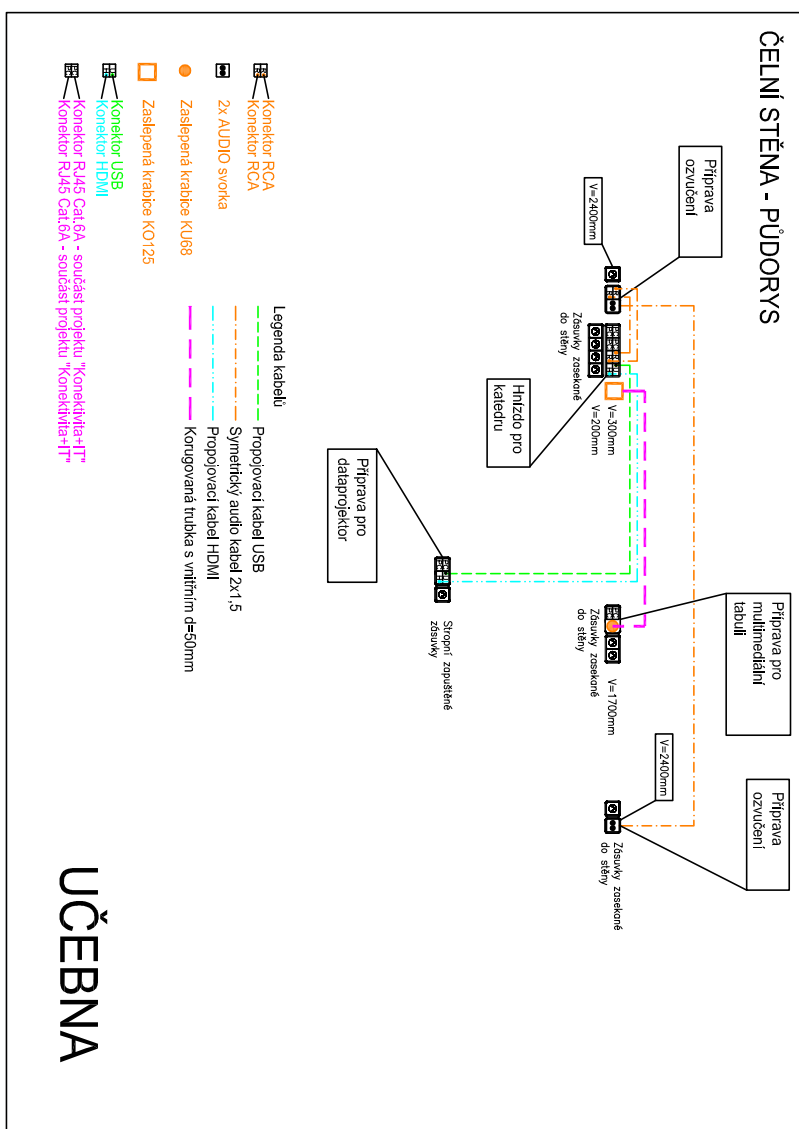 ČELNÍ STĚNA - PŮDORYS
Příprava
ozvučení
V=2400mm
Zásuvky zasekané
do stěny
V=300mm
V=200mm
Hnízdo pro
katedru
Příprava pro
multimediální
tabuli
V=1700mm
Zásuvky zasekané
do stěny
Příprava
ozvučení
V=2400mm
Zásuvky zasekané
do stěny
Příprava pro
dataprojektor
Stropní zapuštěné
zásuvky
Konektor RCA
Konektor RCA
2x AUDIO svorka
Zaslepená krabice KU68
Zaslepená krabice KO125
Konektor USB
Konektor HDMI
Konektor RJ45 Cat.6A - součást projektu "Konektivita+IT"
Konektor RJ45 Cat.6A - součást projektu "Konektivita+IT"
Legenda kabelů
Propojovací kabel USB
Symetrický audio kabel 2x1,5
Propojovací kabel HDMI
Korugovaná trubka s vnitřním d=50mm
UČEBNA